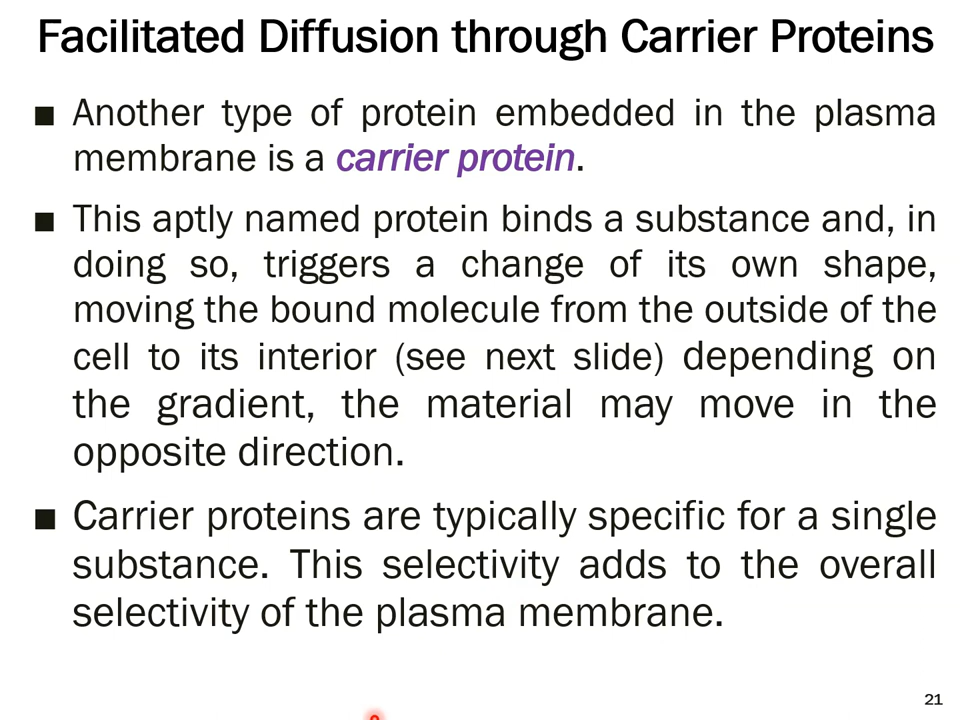 Facilitated Diffusion through Carrier Proteins
■ Another type of protein embedded in the plasma
membrane is a carrier protein.
■ This aptly named protein binds a substance and, in
doing so, triggers a change of its own shape,
moving the bound molecule from the outside of the
cell to its interior (see next slide) depending on
the gradient, the material may move in the
opposite direction.
■ Carrier proteins are typically specific for a single
substance. This selectivity adds to the overall
selectivity of the plasma membrane.
21